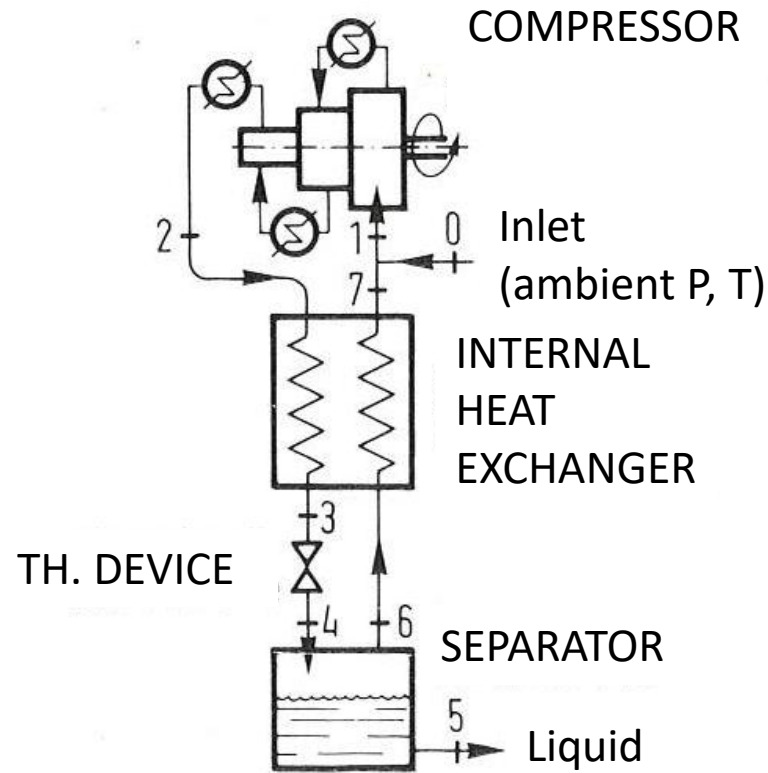 COMPRESSOR
2
1
0
Inlet
(ambient P, T)
7
INTERNAL
HEAT
EXCHANGER
3
TH. DEVICE
4
6
SEPARATOR
5
Liquid